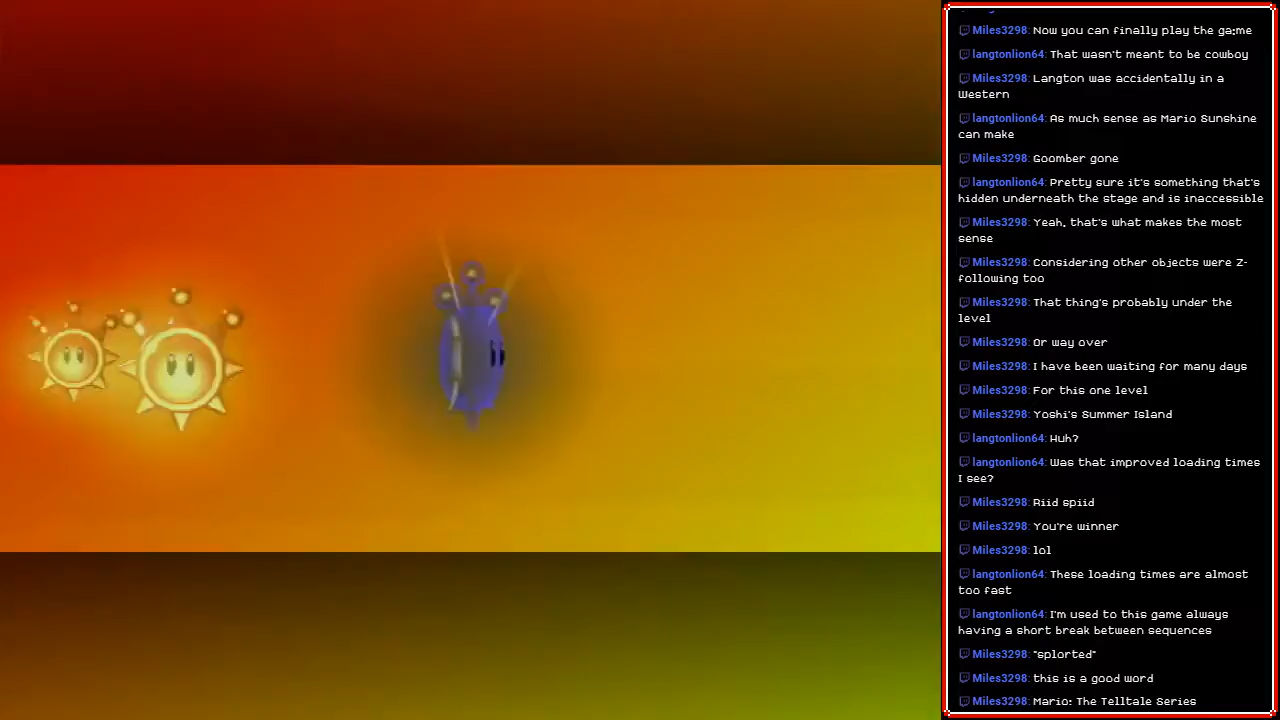 Miles3298: Now you can finally play the ga;me
langtonlion64: That wasn't meant to be cowboy
Miles3298: Langton was accidentally in a
Western
langtonlion64: As much sense as Mario Sunshine
can make
Miles3298: Goomber gone
langtonlion64: Pretty sure it's something that's
hidden underneath the stage and is inaccessible
Miles3298: Yeah, that's what makes the most
sense
Miles3298: Considering other objects were Z-
following too
Miles3298: That thing's probably under the
level
Miles3298: Or way over
Miles3298: I have been waiting for many days
Miles3298: For this one level
Miles3298: Yoshi's Summer Island
langtonlion64: Huh?
langtonlion64: Was that improved loading times
I see?
Miles3298: Riid spiid
Miles3298: You're winner
Miles3298: lol
langtonlion64: These loading times are almost
too fast
langtonlion64: I'm used to this game always
having a short break between sequences
Miles3298: "splorted"
Miles3298: this is a good word
Miles3298: Mario: The Telltale Series